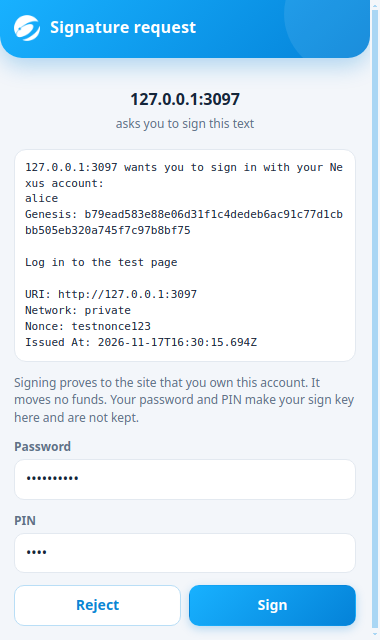 Signature request
127.0.0.1:3097
asks you to sign this text
127.0.0.1:3097 wants you to sign in with your Ne
xus account:
alice
Genesis: b79ead583e88e06d31f1c4dedeb6ac91c77d1cb
bb505eb320a745f7c97b8bf75
Log in to the test page
URI: http://127.0.0.1:3097
Network: private
Nonce: testnonce123
Issued At: 2026-11-17T16:30:15.694Z
Signing proves to the site that you own this account. It
moves no funds. Your password and PIN make your sign key
here and are not kept.
Password
••••••••••
PIN
••••
Reject
Sign